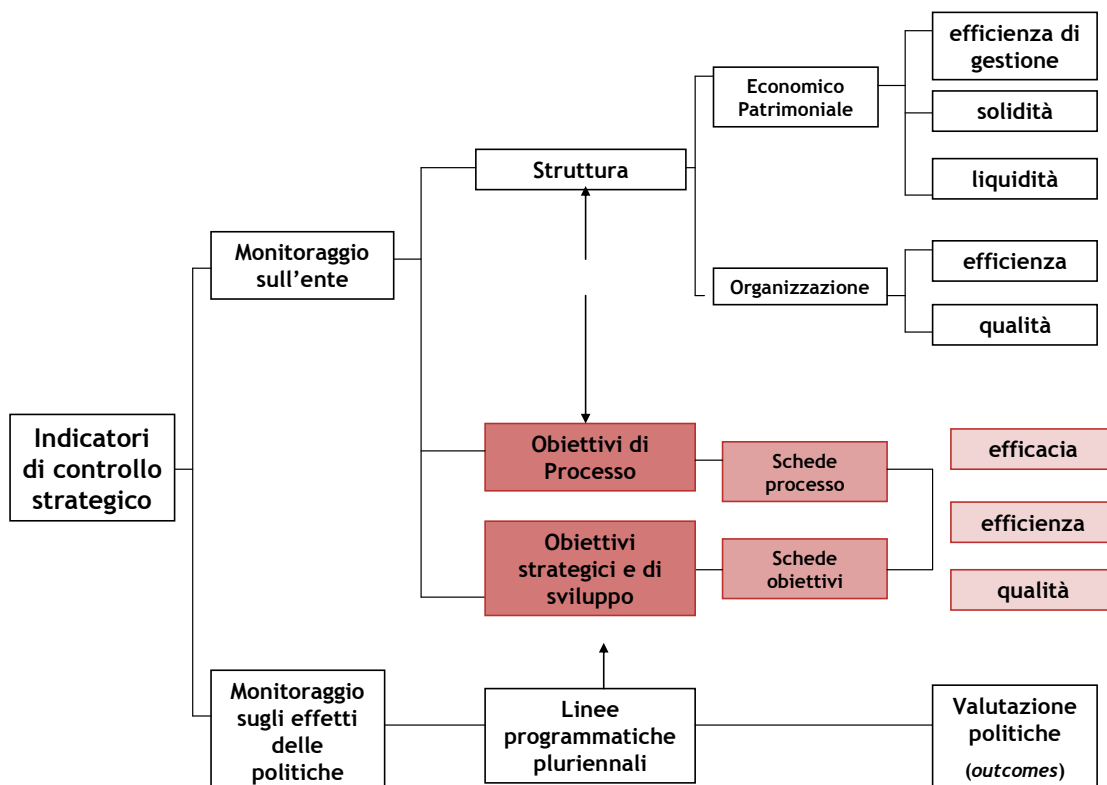 efficienza di
gestione
Economico
Patrimoniale
solidità
Struttura
liquidità
Monitoraggio
sull’ente
efficienza
Organizzazione
qualità
Indicatori
di controllo
strategico
Obiettivi di
Processo
Schede
processo
efficacia
efficienza
Obiettivi
strategici e di
sviluppo
Schede
obiettivi
qualità
Monitoraggio
sugli effetti
delle
politiche
Linee
programmatiche
pluriennali
Valutazione
politiche
(outcomes)